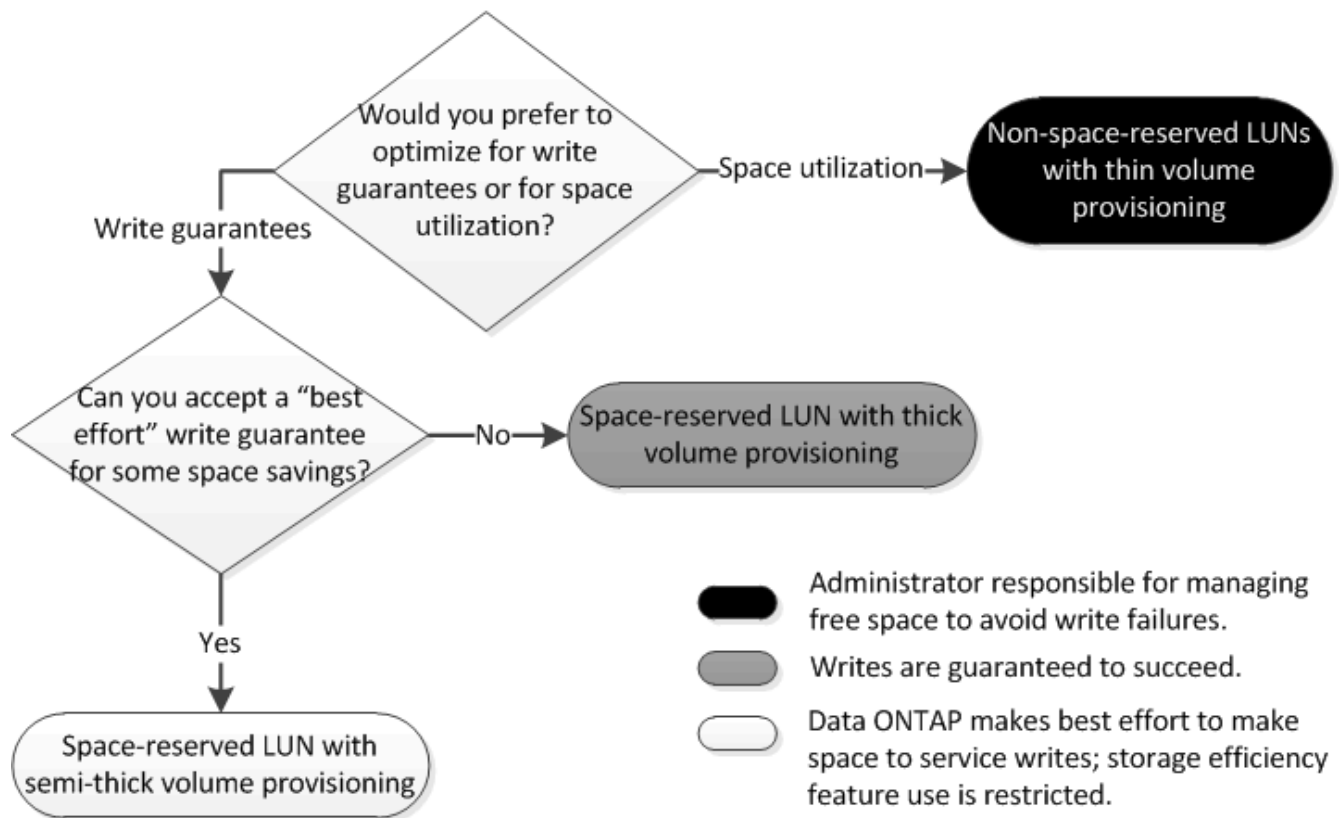 Would you prefer to
optimize for write
guarantees or for space
utilization?
Space utilization
Non-space-reserved LUNs
with thin volume
provisioning
Write guarantees
Can you accept a “best
effort” write guarantee
for some space savings?
No
Space-reserved LUN with thick
volume provisioning
Yes
Space-reserved LUN with
semi-thick volume provisioning
Administrator responsible for managing
free space to avoid write failures.
Writes are guaranteed to succeed.
Data ONTAP makes best effort to make
space to service writes; storage efficiency
feature use is restricted.